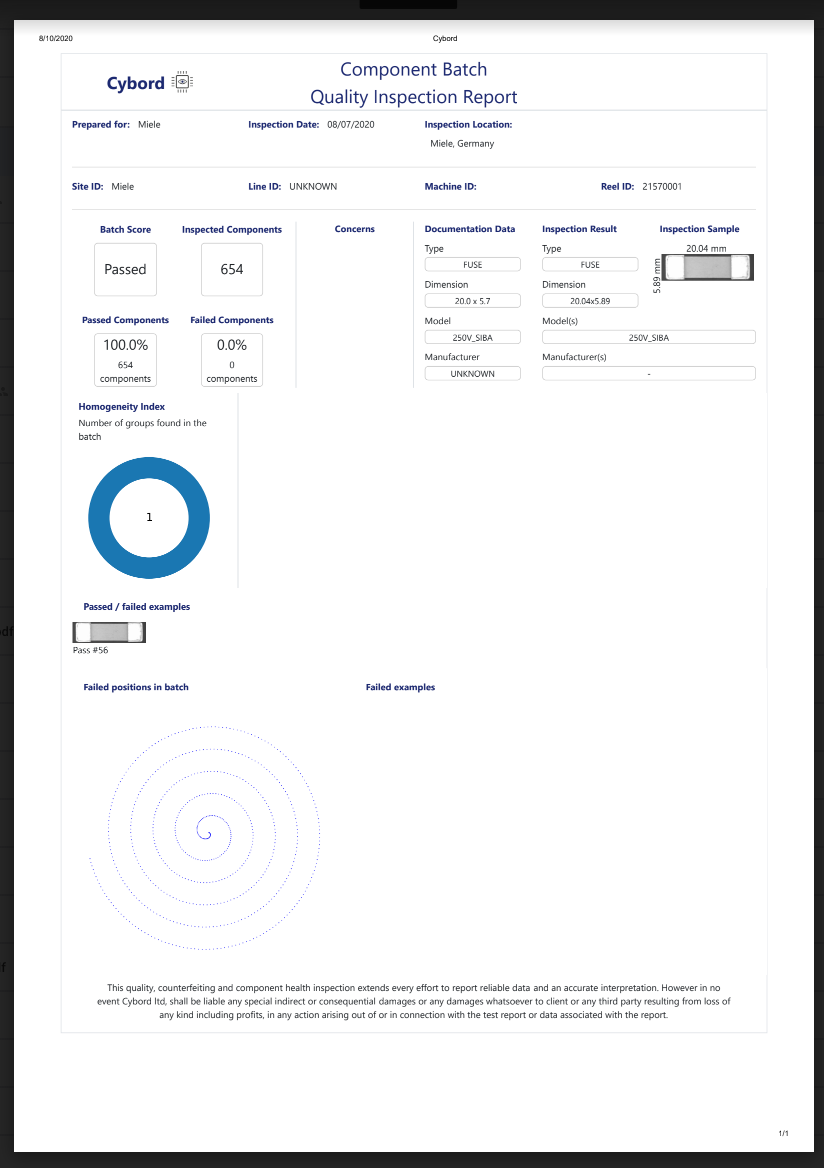 8/10/2020
Cybord
Cybord
Component Batch
Quality Inspection Report
Prepared for: Miele
Inspection Date: 08/07/2020
Inspection Location:
Miele, Germany
Site ID: Miele
Line ID: UNKNOWN
Machine ID:
Reel ID: 21570001
Batch Score
Passed
Inspected Components
654
Passed Components
100.0%
654
components
Failed Components
0.0%
0
components
Concerns
Documentation Data
Type
FUSE
Dimension
20.0 x 5.7
Model
250V_SIBA
Manufacturer
UNKNOWN
Inspection Result
Type
FUSE
Dimension
20.04x5.89
Model(s)
250V_SIBA
Manufacturer(s)
-
Inspection Sample
20.04 mm
5.89 mm
Homogeneity Index
Number of groups found in the
batch
1
Passed / failed examples
Pass #56
Failed positions in batch
Failed examples
This quality, counterfeiting and component health inspection extends every effort to report reliable data and an accurate interpretation. However in no
event Cybord ltd, shall be liable any special indirect or consequential damages or any damages whatsoever to client or any third party resulting from loss of
any kind including profits, in any action arising out of or in connection with the test report or data associated with the report.
1/1